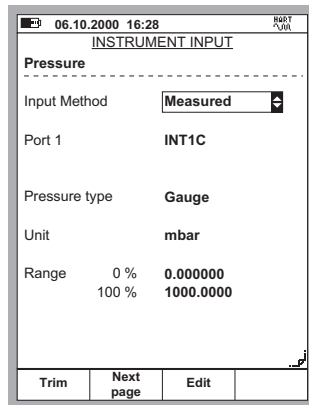 06.10.2000 16:28 HART
INSTRUMENT INPUT
Pressure
Input Method Measured
Port 1 INT1C
Pressure type Gauge
Unit mbar
Range 0 % 0.000000
100 % 1000.0000
Trim Next page Edit